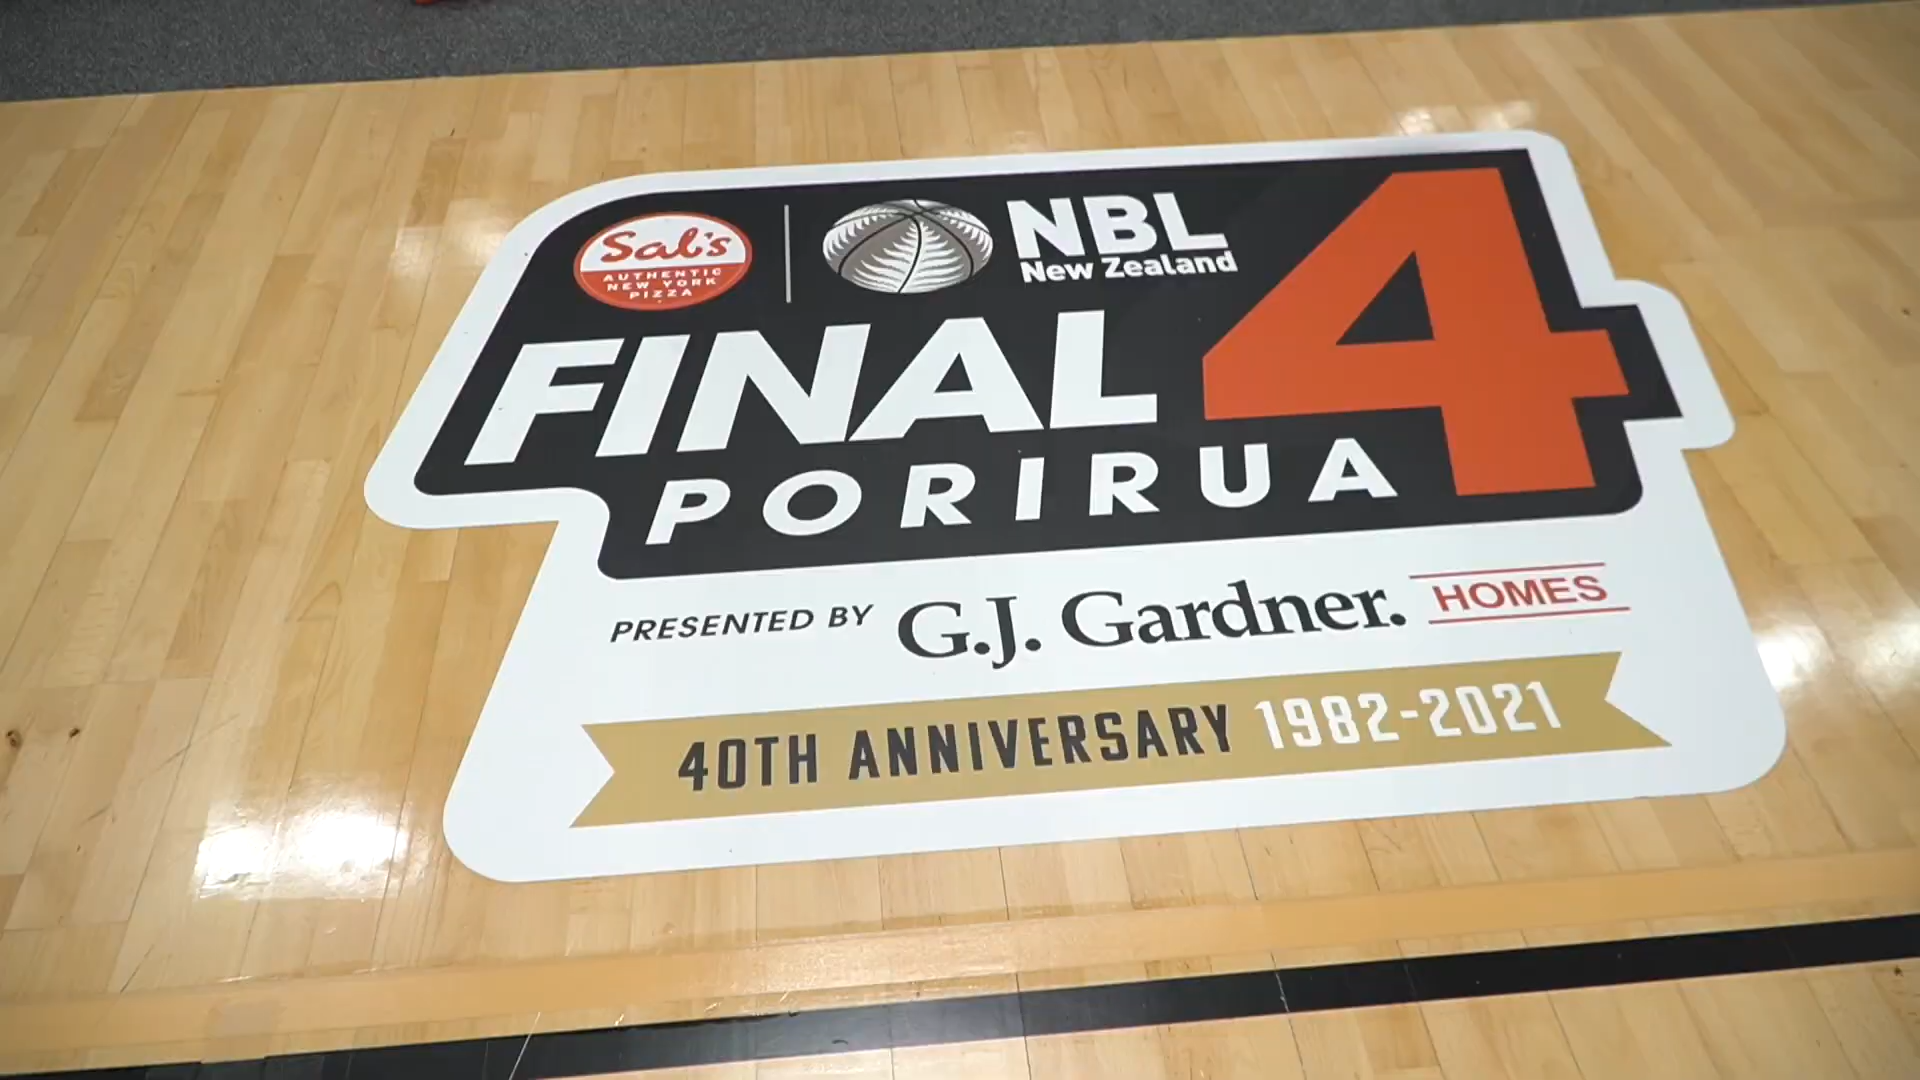 Sal's
AUTHENTIC
NEW YORK
PIZZA
NBL
New Zealand
FINAL 4
PORIRUA
PRESENTED BY G.J. Gardner. HOMES
40TH ANNIVERSARY 1982-2021